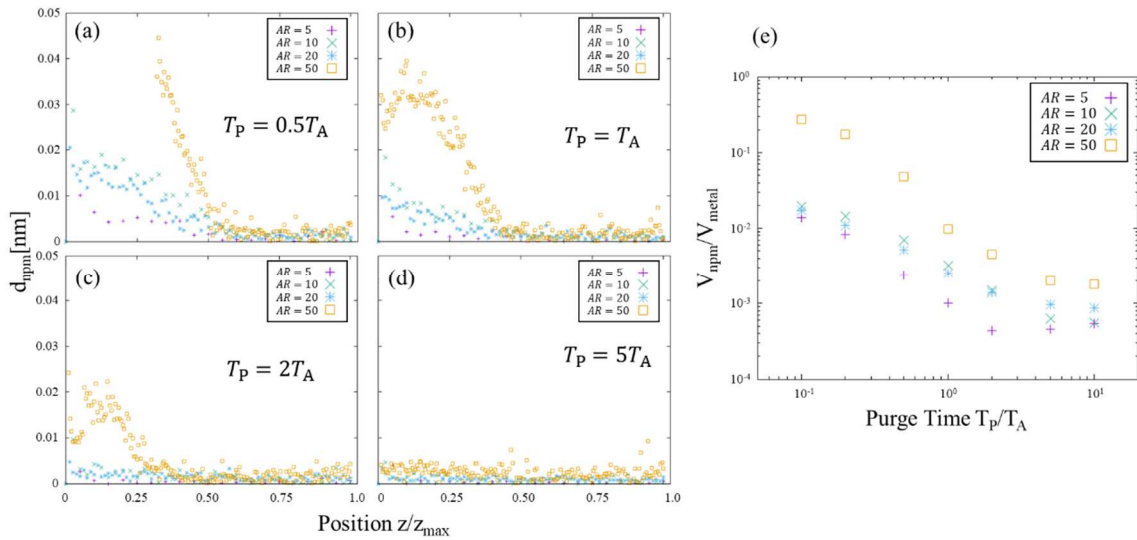 (a)
AR = 5
AR = 10
AR = 20
AR = 50
T_P = 0.5T_A
0.05
0.04
0.03
0.02
0.01
0
(b)
AR = 5
AR = 10
AR = 20
AR = 50
T_P = T_A
(c)
AR = 5
AR = 10
AR = 20
AR = 50
T_P = 2T_A
0.05
0.04
0.03
0.02
0.01
0
0 0.25 0.50 0.75 1.0
(d)
AR = 5
AR = 10
AR = 20
AR = 50
T_P = 5T_A
0 0.25 0.50 0.75 1.0
d_npm[nm]
Position z/z_max
(e)
AR = 5
AR = 10
AR = 20
AR = 50
10^0
10^-1
10^-2
10^-3
10^-4
10^-1 10^0 10^1
V_npm/V_metal
Purge Time T_P/T_A